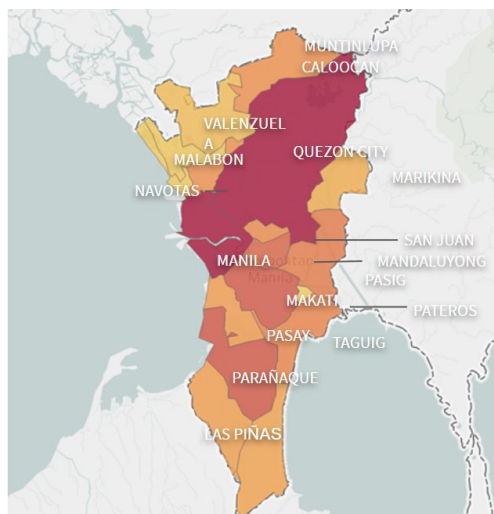 MUNTINLUPA
CALOOCAN
VALENZUEL
A
MALABON
QUEZON CITY
MARIKINA
NAVOTAS
SAN JUAN
MANILA
MANDALUYONG
PASIG
Manila
MAKATI
PATEROS
PASAY
TAGUIG
PARAÑAQUE
LAS PIÑAS